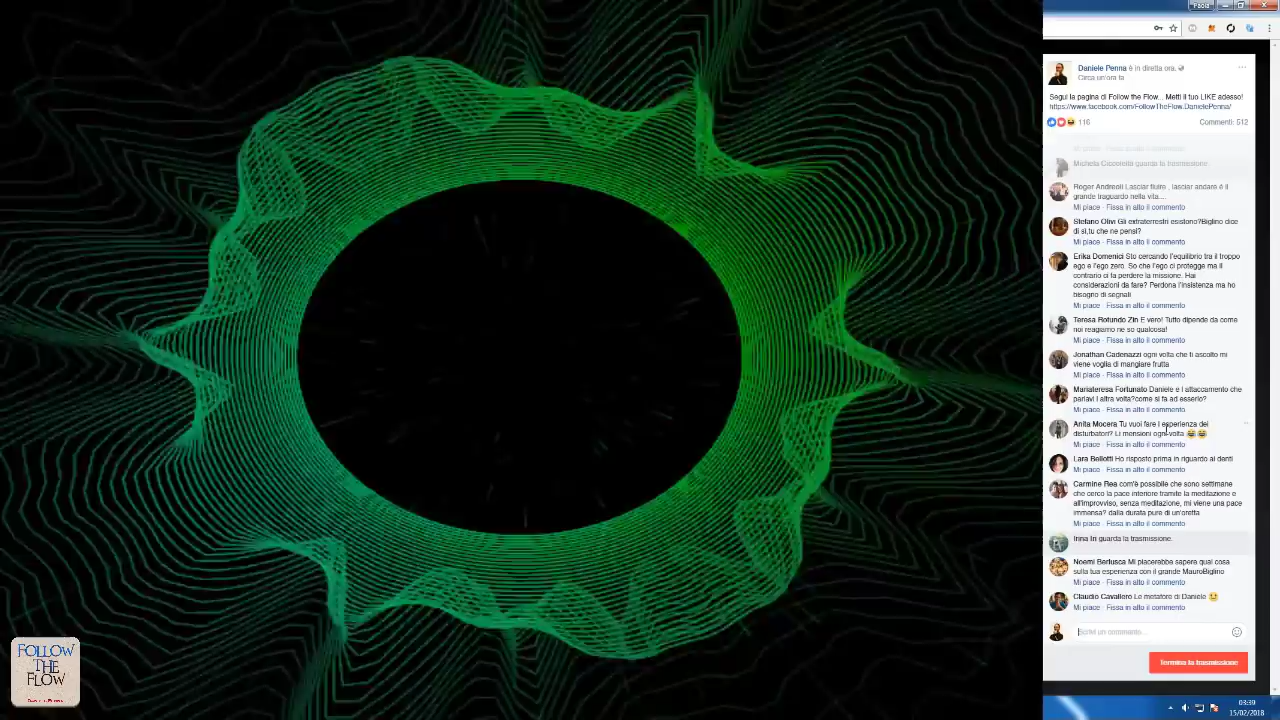 Paola
Daniele Penna è in diretta ora.
Circa un'ora fa
Segui la pagina di Follow the Flow... Metti il tuo LIKE adesso!
https://www.facebook.com/FollowTheFlow.DanielePenna/
116
Commenti: 512
Mi piace · Fissa in alto il commento
Michela Ciccolella guarda la trasmissione.
Roger Andreoli Lasciar fluire , lasciar andare è il
grande traguardo nella vita....
Mi piace · Fissa in alto il commento
Stefano Olivi Gli extraterrestri esistono?Biglino dice
di sì,tu che ne pensi?
Mi piace · Fissa in alto il commento
Erika Domenici Sto cercando l'equilibrio tra il troppo
ego e l'ego zero. So che l'ego ci protegge ma il
contrario ci fa perdere la missione. Hai
considerazioni da fare? Perdona l'insistenza ma ho
bisogno di segnali
Mi piace · Fissa in alto il commento
Teresa Rotundo Zin E vero! Tutto dipende da come
noi reagiamo ne so qualcosa!
Mi piace · Fissa in alto il commento
Jonathan Cadenazzi ogni volta che ti ascolto mi
viene voglia di mangiare frutta
Mi piace · Fissa in alto il commento
Mariateresa Fortunato Daniele e l attaccamento che
parlavi l altra volta?come si fa ad esserlo?
Mi piace · Fissa in alto il commento
Anita Mocera Tu vuoi fare l esperienza dei
disturbatori? Li mensioni ogni volta 😂😂
Mi piace · Fissa in alto il commento
Lara Bellotti Ho risposto prima in riguardo ai denti
Mi piace · Fissa in alto il commento
Carmine Rea com'è possibile che sono settimane
che cerco la pace interiore tramite la meditazione e
all'improvviso, senza meditazione, mi viene una pace
immensa? dalla durata pure di un'oretta
Mi piace · Fissa in alto il commento
Irina Iri guarda la trasmissione.
Noemi Berlusca Mi piacerebbe sapere qual cosa
sulla tua esperienza con il grande MauroBiglino
Mi piace · Fissa in alto il commento
Claudio Cavallero Le metafore di Daniele
Mi piace · Fissa in alto il commento
Scrivi un commento...
Termina la trasmissione
FOLLOW
THE
FLOW
03:39
15/02/2018